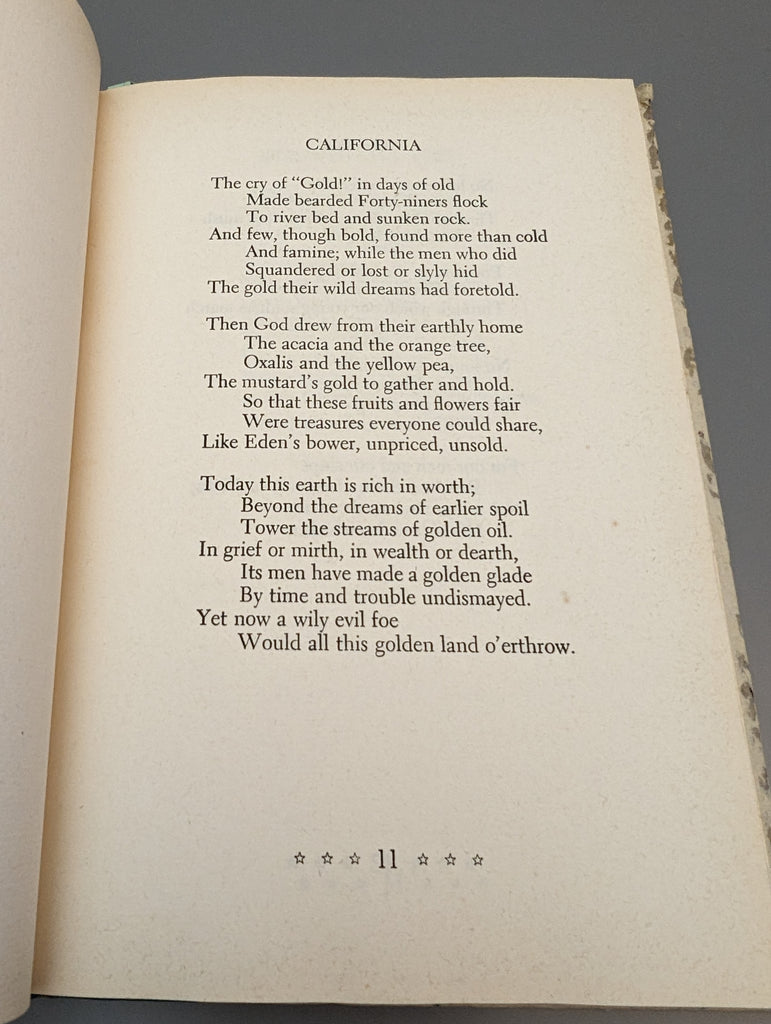 CALIFORNIA
The cry of “Gold!” in days of old
Made bearded Forty-niners flock
To river bed and sunken rock.
And few, though bold, found more than cold
And famine; while the men who did
Squandered or lost or slyly hid
The gold their wild dreams had foretold.
Then God drew from their earthly home
The acacia and the orange tree,
Oxalis and the yellow pea,
The mustard’s gold to gather and hold.
So that these fruits and flowers fair
Were treasures everyone could share,
Like Eden’s bower, unpriced, unsold.
Today this earth is rich in worth;
Beyond the dreams of earlier spoil
Tower the streams of golden oil.
In grief or mirth, in wealth or dearth,
Its men have made a golden glade
By time and trouble undismayed.
Yet now a wily evil foe
Would all this golden land o’erthrow.
☆ ☆ ☆ 11 ☆ ☆ ☆